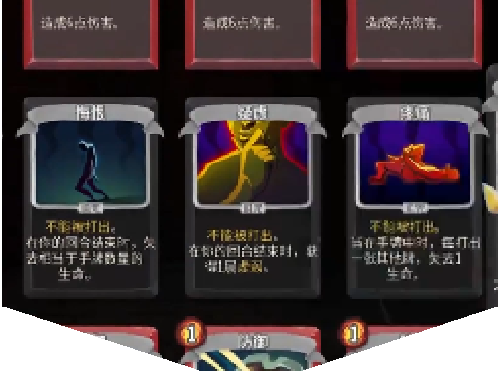 造成6点伤害。
造成6点伤害。
造成6点伤害。
悔恨
不能被打出。
在你的回合结束时，失
去相当于手牌数量的
生命。
疑虑
不能被打出。
在你的回合结束时，获
得1层虚弱。
疼痛
不能被打出。
当在手牌中时，每打出
一张其他牌，失去1
生命。
1
防御
1